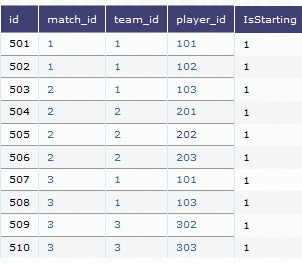 id match_id team_id player_id IsStarting
501 1 1 101 1
502 1 1 102 1
503 2 1 103 1
504 2 2 201 1
505 2 2 202 1
506 2 2 203 1
507 3 1 101 1
508 3 1 103 1
509 3 3 302 1
510 3 3 303 1